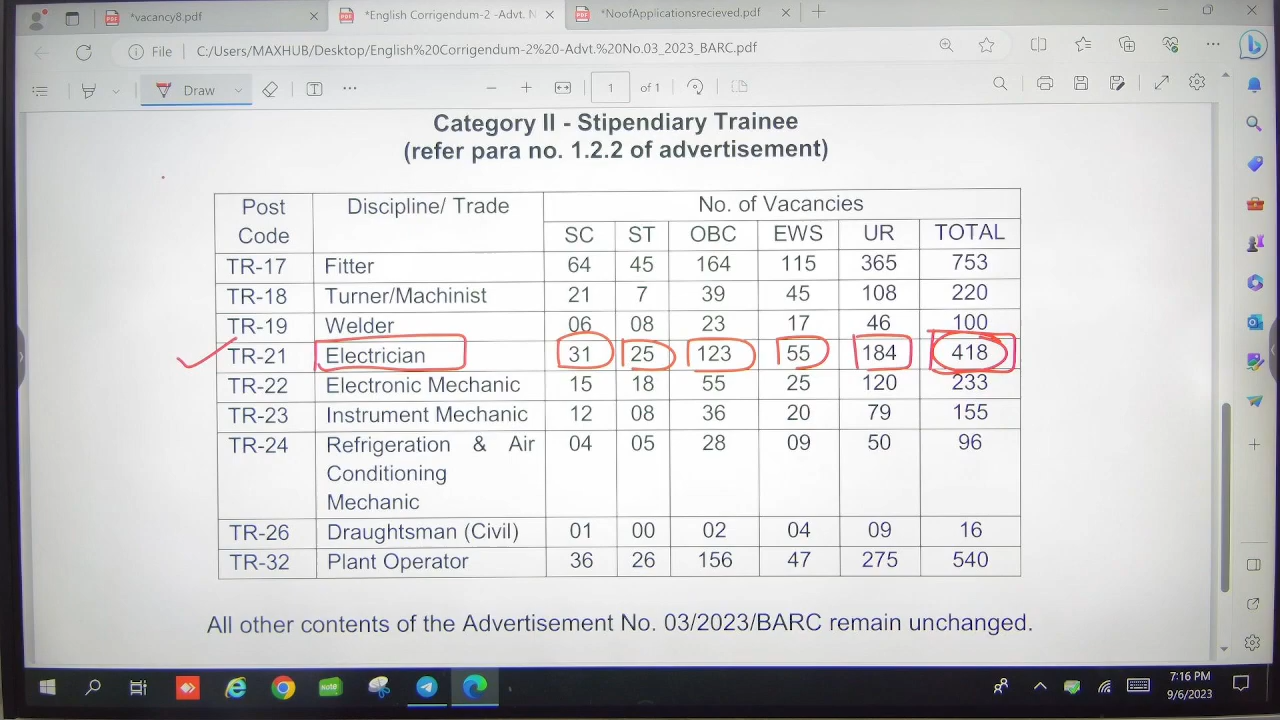 *vacancy8.pdf
*English Corrigendum-2 -Advt. N
*NoofApplicationsrecieved.pdf
File C:/Users/MAXHUB/Desktop/English%20Corrigendum-2%20-Advt.%20No.03_2023_BARC.pdf
Draw 1 of 1
Category II - Stipendiary Trainee
(refer para no. 1.2.2 of advertisement)
Post Code Discipline/ Trade No. of Vacancies
SC ST OBC EWS UR TOTAL
TR-17 Fitter 64 45 164 115 365 753
TR-18 Turner/Machinist 21 7 39 45 108 220
TR-19 Welder 06 08 23 17 46 100
TR-21 Electrician 31 25 123 55 184 418
TR-22 Electronic Mechanic 15 18 55 25 120 233
TR-23 Instrument Mechanic 12 08 36 20 79 155
TR-24 Refrigeration & Air 04 05 28 09 50 96
Conditioning
Mechanic
TR-26 Draughtsman (Civil) 01 00 02 04 09 16
TR-32 Plant Operator 36 26 156 47 275 540
All other contents of the Advertisement No. 03/2023/BARC remain unchanged.
7:16 PM
9/6/2023